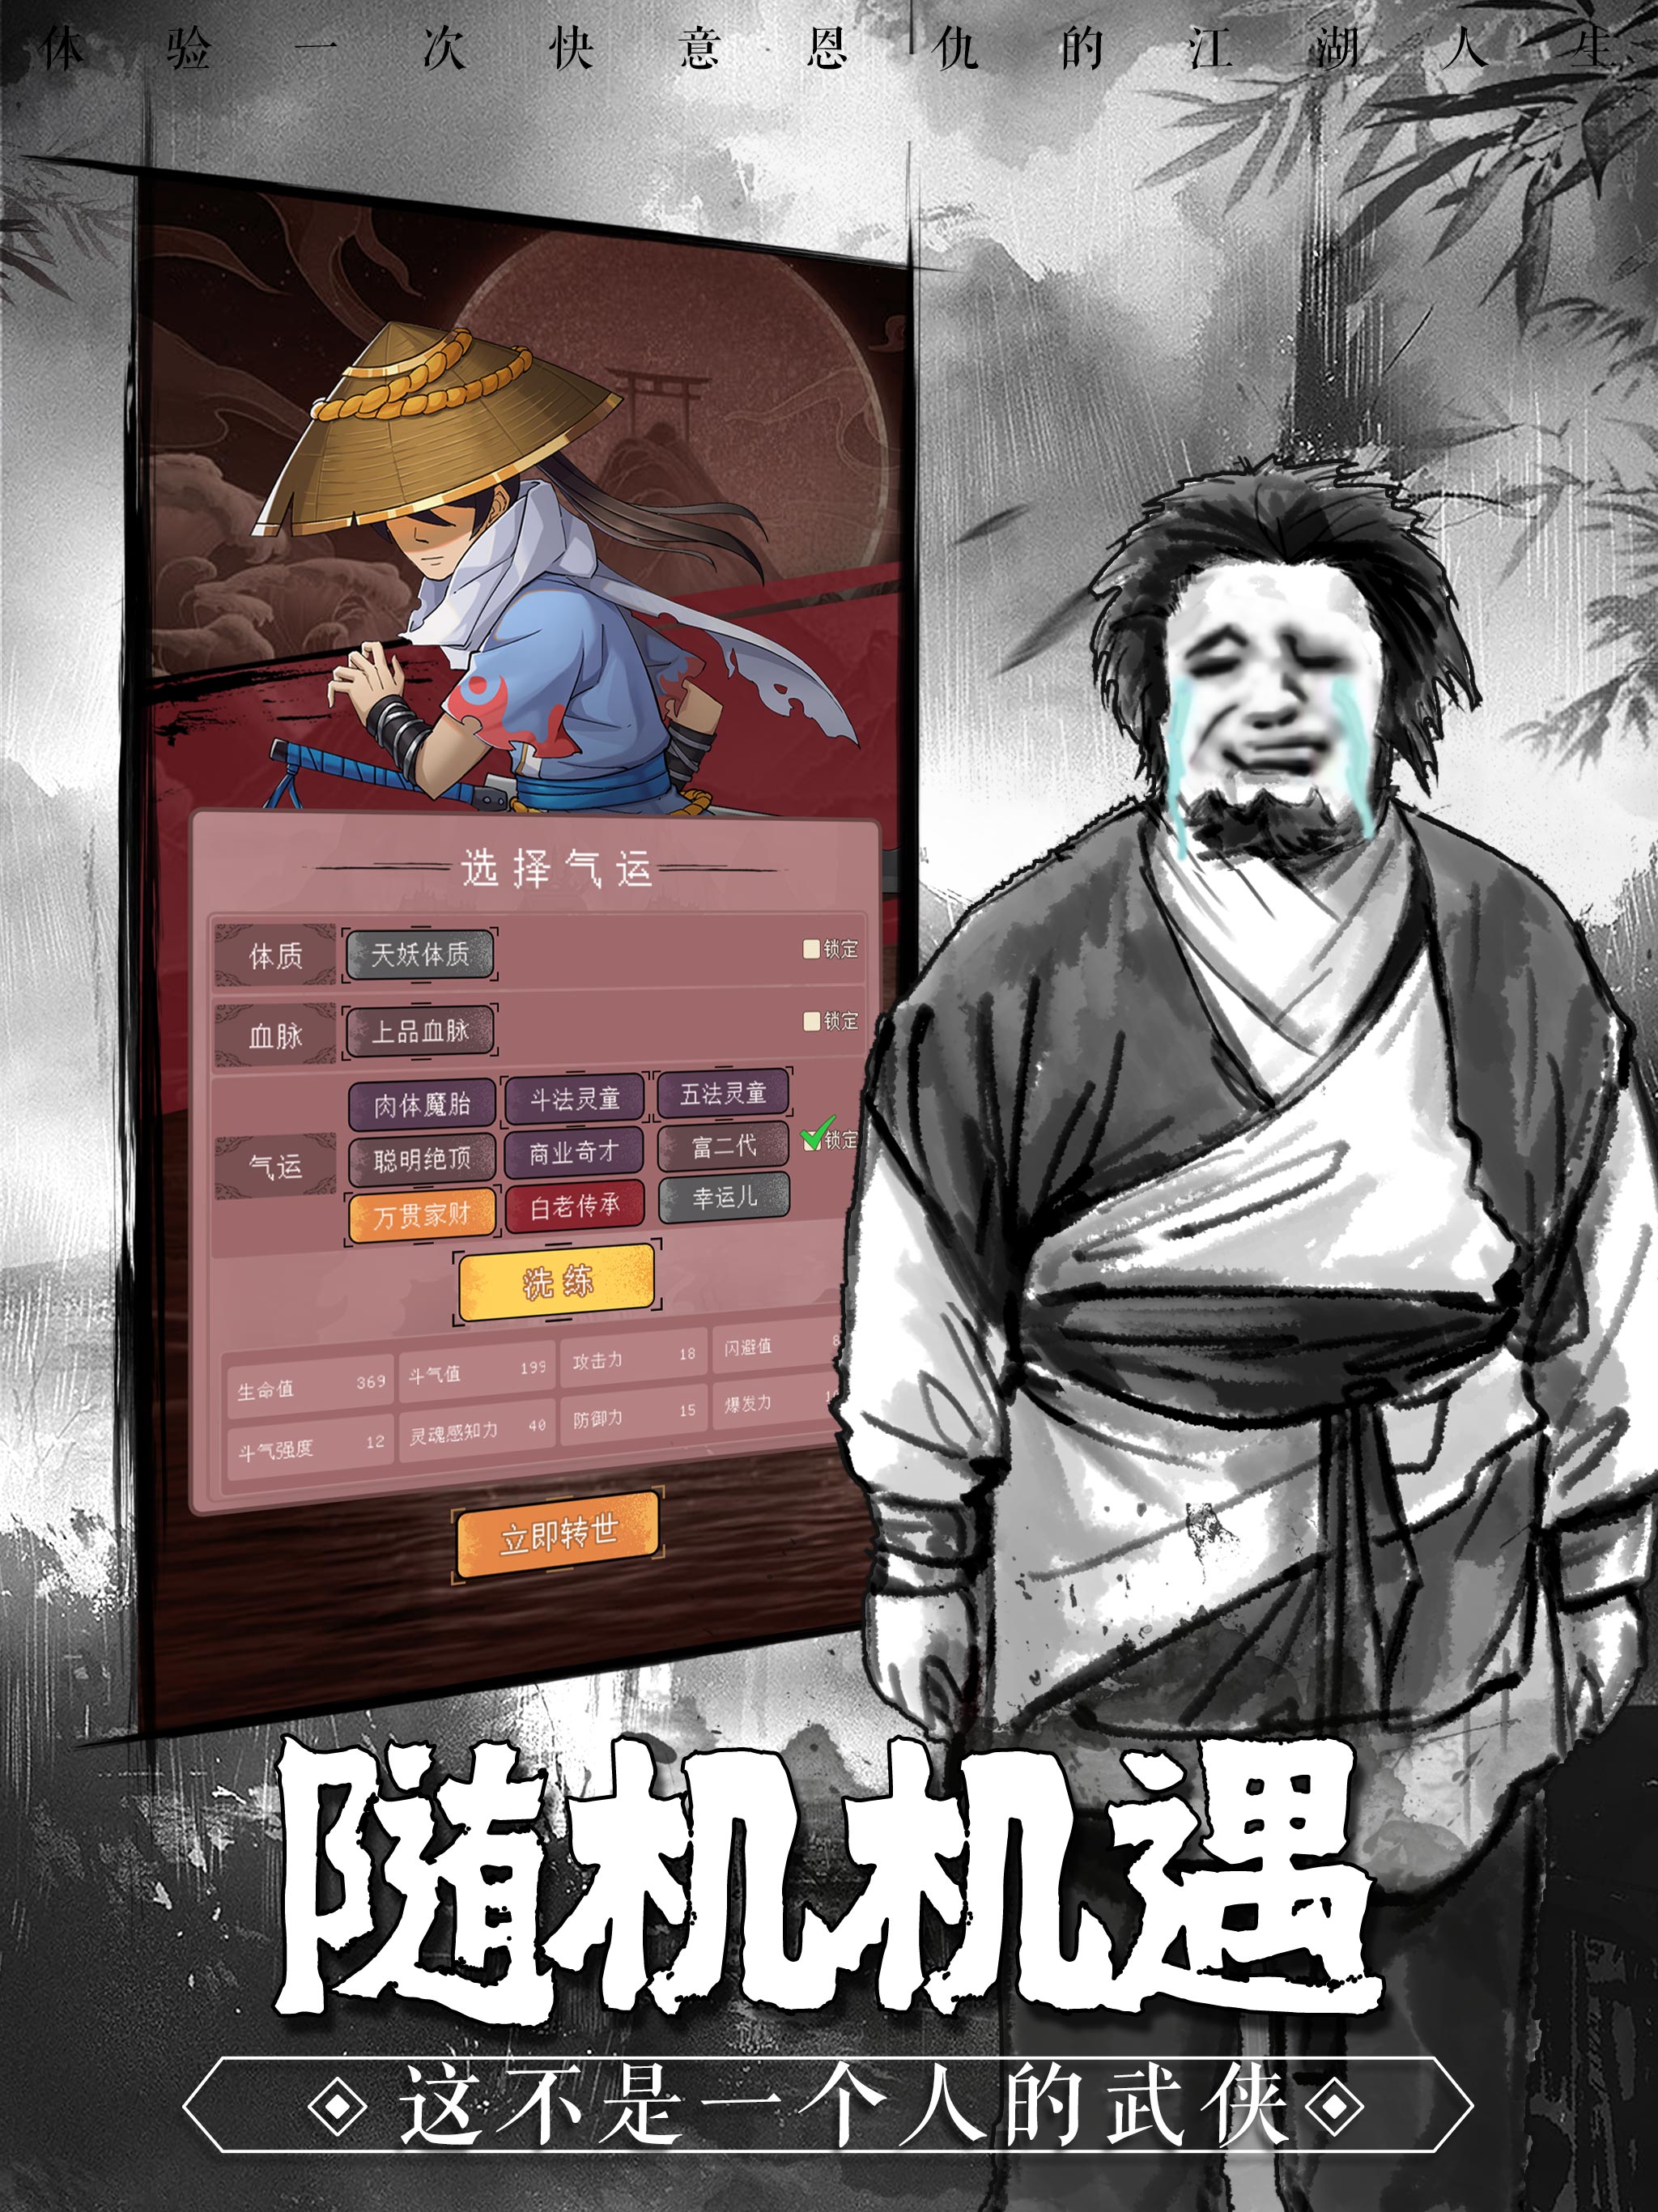 体验一次快意恩仇的江湖人生
选择气运
体质 天妖体质 锁定
血脉 上品血脉 锁定
肉体魔胎 斗法灵童 五法灵童
气运 聪明绝顶 商业奇才 富二代 锁定
万贯家财 白老传承 幸运儿
洗练
生命值 369 斗气值 199 攻击力 18 闪避值
斗气强度 12 灵魂感知力 40 防御力 15 爆发力
立即转世
随机机遇
这不是一个人的武侠